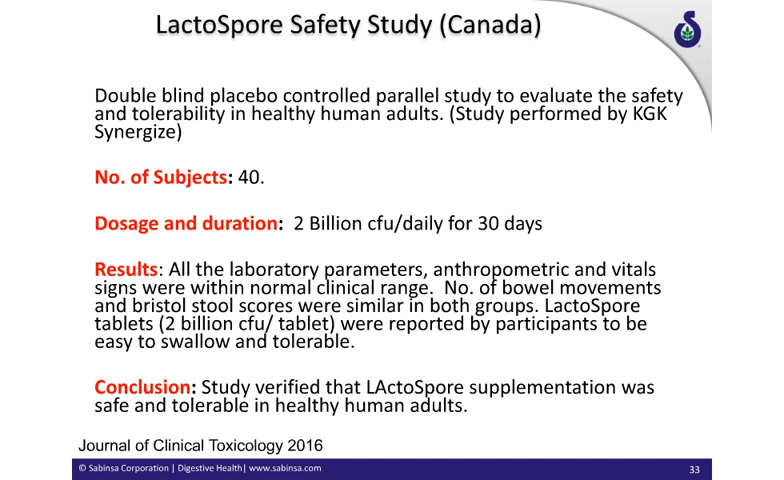 LactoSpore Safety Study (Canada)
Double blind placebo controlled parallel study to evaluate the safety
and tolerability in healthy human adults. (Study performed by KGK
Synergize)
No. of Subjects: 40.
Dosage and duration: 2 Billion cfu/daily for 30 days
Results: All the laboratory parameters, anthropometric and vitals
signs were within normal clinical range. No. of bowel movements
and bristol stool scores were similar in both groups. LactoSpore
tablets (2 billion cfu/ tablet) were reported by participants to be
easy to swallow and tolerable.
Conclusion: Study verified that LActoSpore supplementation was
safe and tolerable in healthy human adults.
Journal of Clinical Toxicology 2016
© Sabinsa Corporation | Digestive Health| www.sabinsa.com
33